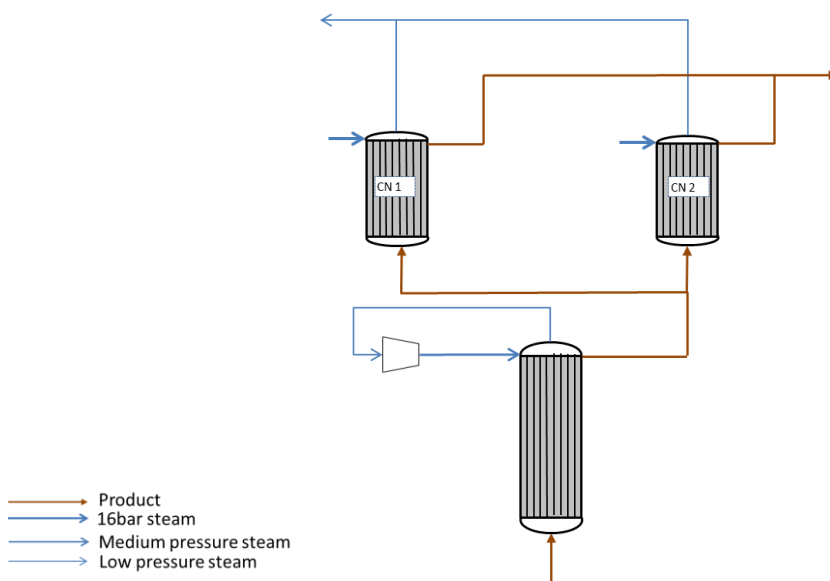 CN 1
CN 2
Product
16bar steam
Medium pressure steam
Low pressure steam